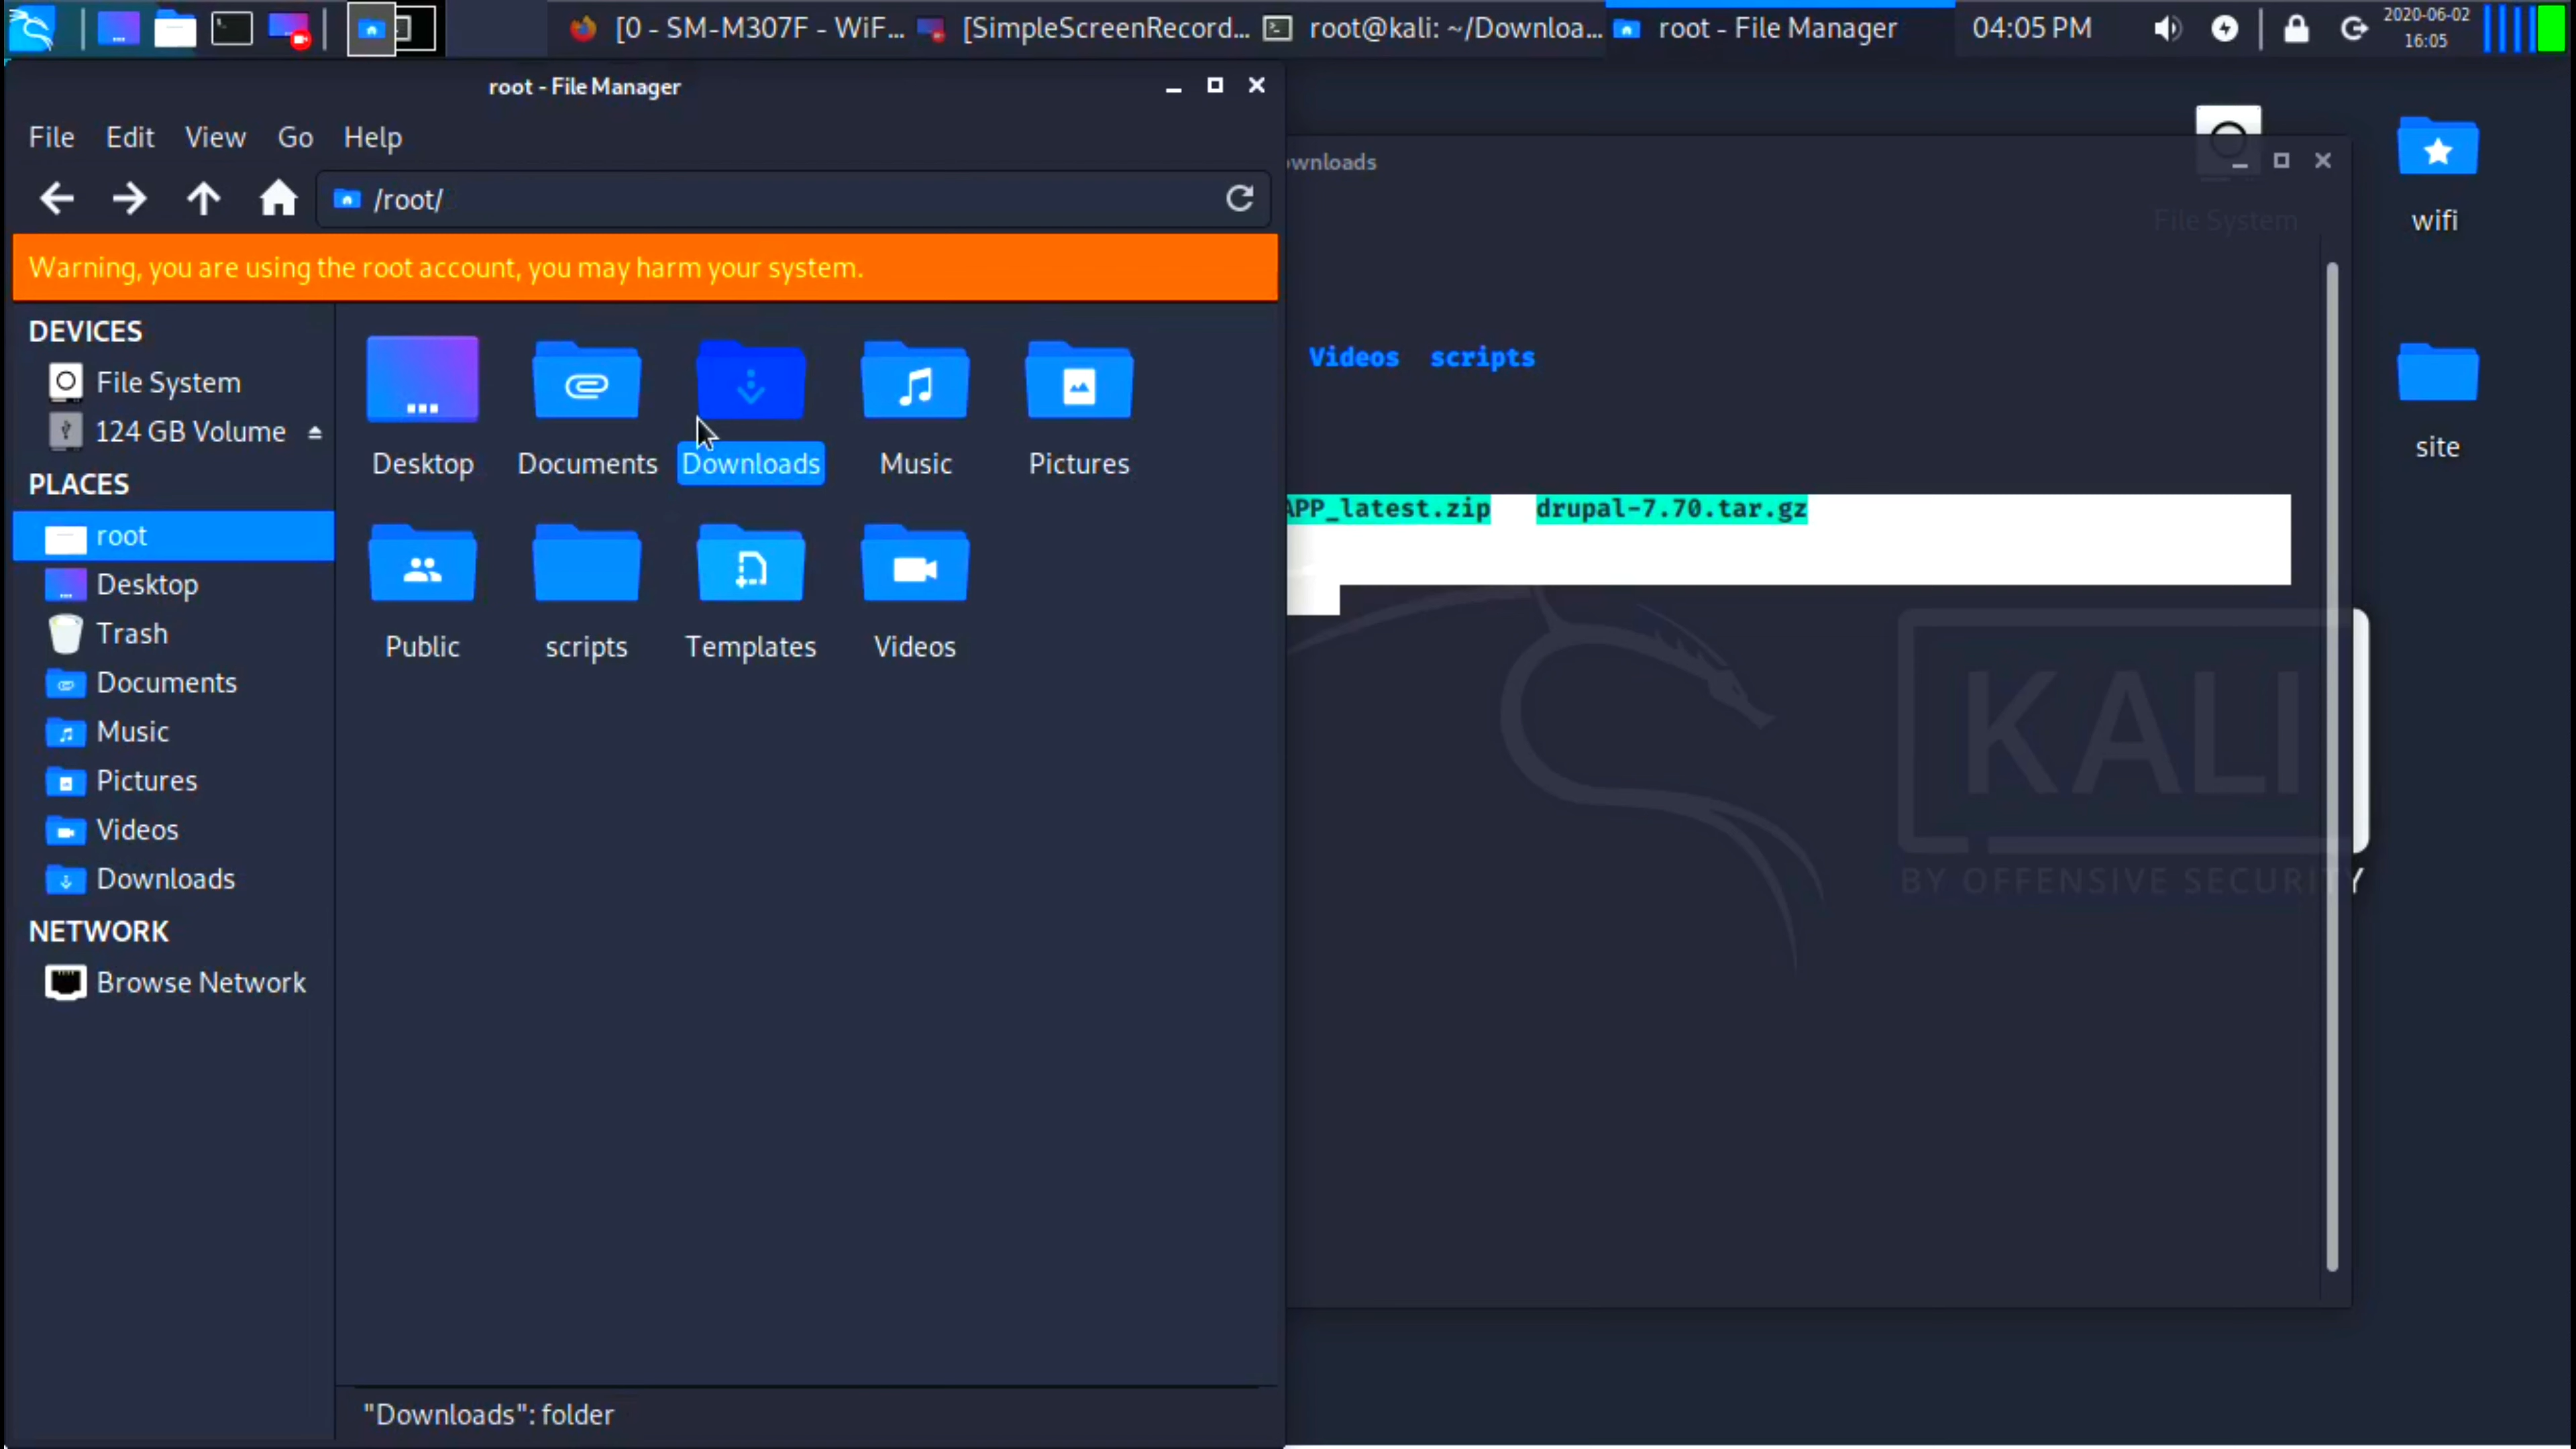 [0 - SM-M307F - WiF...
[SimpleScreenRecord...
root@kali: ~/Downloa...
root - File Manager
04:05 PM
2020-06-02
16:05
root - File Manager
File Edit View Go Help
/root/
Warning, you are using the root account, you may harm your system.
DEVICES
File System
124 GB Volume
PLACES
root
Desktop
Trash
Documents
Music
Pictures
Videos
Downloads
NETWORK
Browse Network
Desktop Documents Downloads Music Pictures
Public scripts Templates Videos
"Downloads": folder
ownloads
Videos scripts
APP_latest.zip drupal-7.70.tar.gz
File System
wifi
site
KALI
BY OFFENSIVE SECURITY